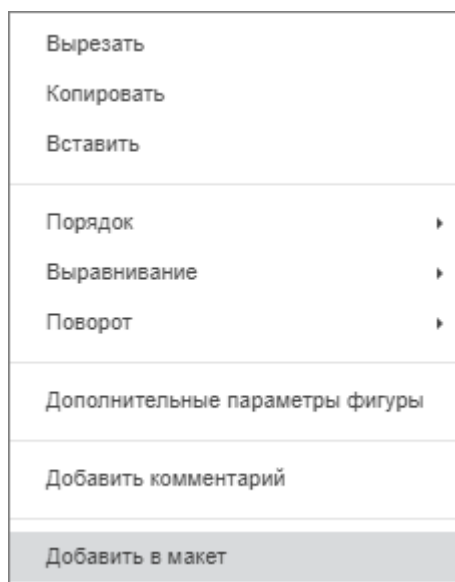 Вырезать
Копировать
Вставить
Порядок
Выравнивание
Поворот
Дополнительные параметры фигуры
Добавить комментарий
Добавить в макет